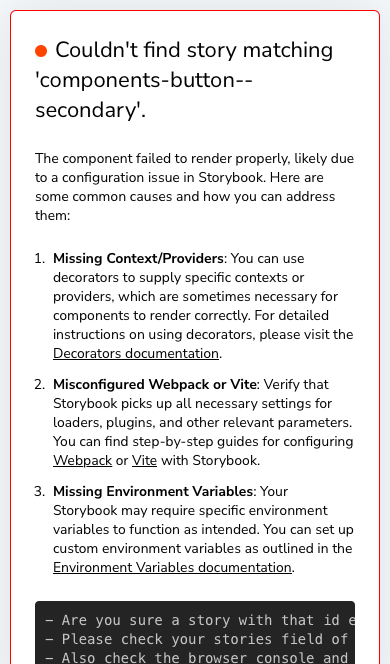 Couldn't find story matching
'components-button--
secondary'.
The component failed to render properly, likely due
to a configuration issue in Storybook. Here are
some common causes and how you can address
them:
1. Missing Context/Providers: You can use
decorators to supply specific contexts or
providers, which are sometimes necessary for
components to render correctly. For detailed
instructions on using decorators, please visit the
Decorators documentation.
2. Misconfigured Webpack or Vite: Verify that
Storybook picks up all necessary settings for
loaders, plugins, and other relevant parameters.
You can find step-by-step guides for configuring
Webpack or Vite with Storybook.
3. Missing Environment Variables: Your
Storybook may require specific environment
variables to function as intended. You can set up
custom environment variables as outlined in the
Environment Variables documentation.
– Are you sure a story with that id e
– Please check your stories field of
– Also check the browser console and